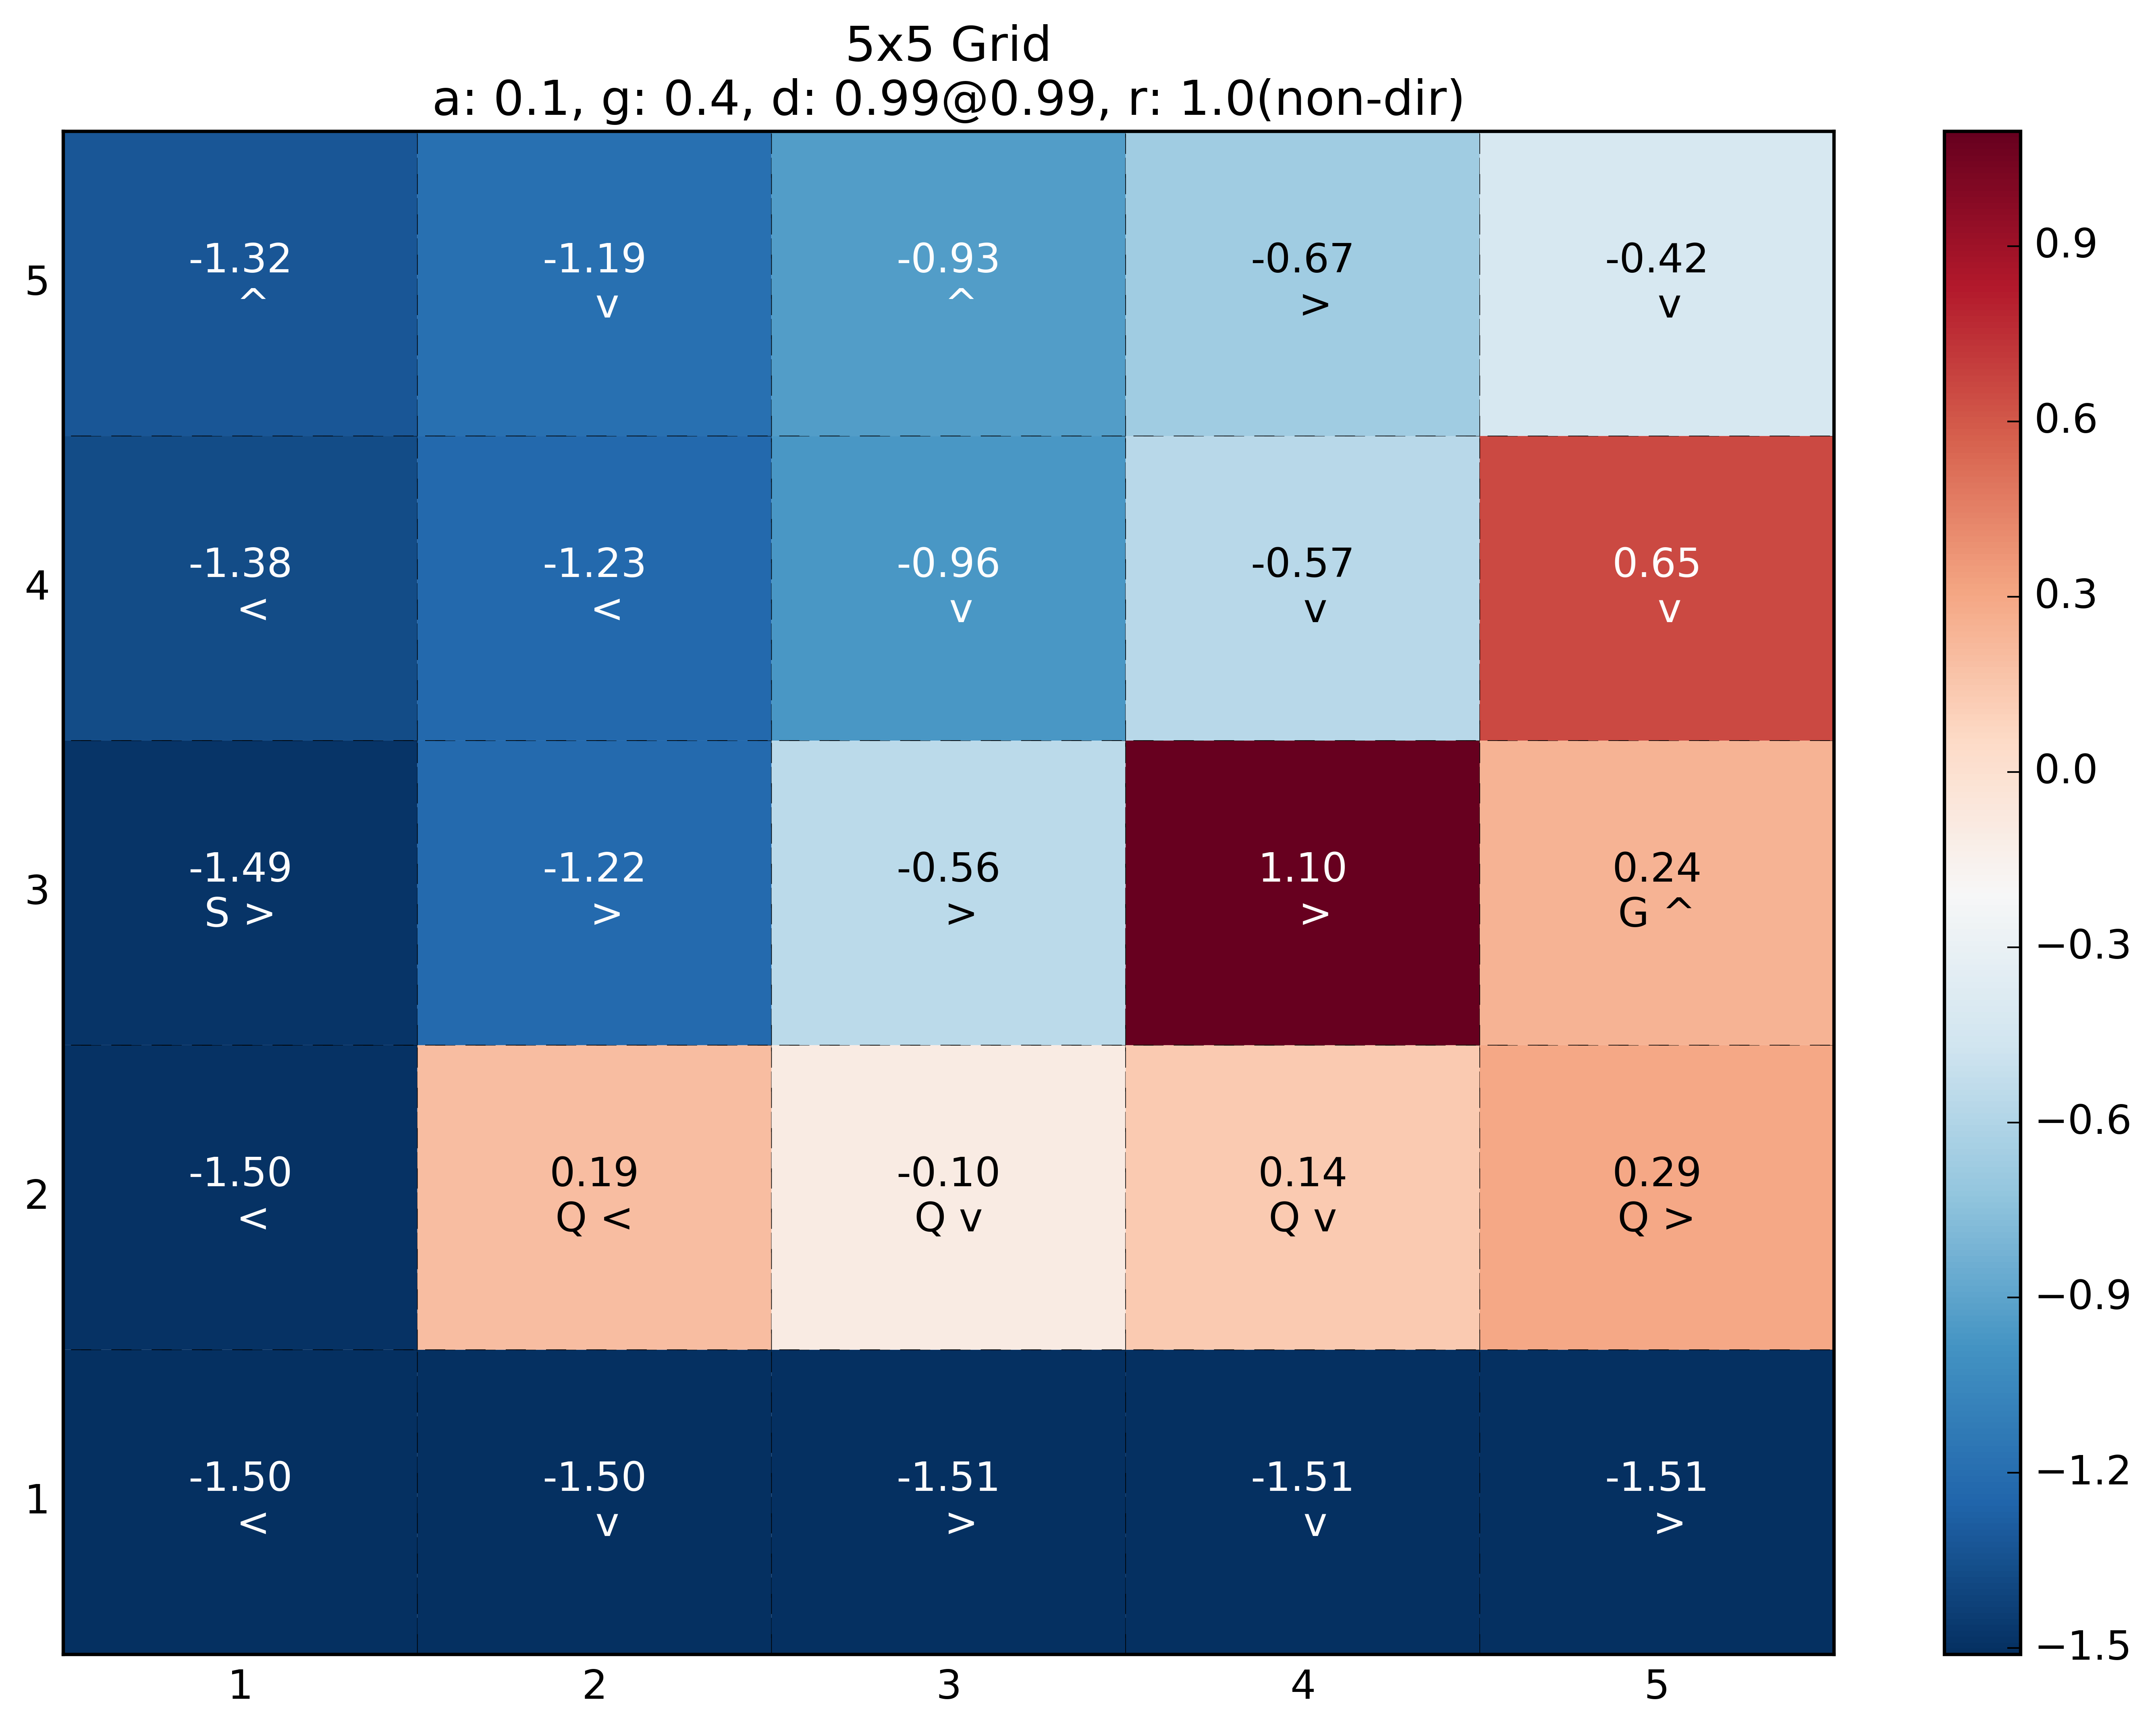 5x5 Grid
a: 0.1, g: 0.4, d: 0.99@0.99, r: 1.0(non-dir)
5
-1.32 -1.19 -0.93 -0.67 -0.42
^ v ^ > v
4
-1.38 -1.23 -0.96 -0.57 0.65
< < v v v
3
-1.49 -1.22 -0.56 1.10 0.24
S > > > > G ^
2
-1.50 0.19 -0.10 0.14 0.29
< Q < Q v Q v Q >
1
-1.50 -1.50 -1.51 -1.51 -1.51
< v > v >
1 2 3 4 5
0.9
0.6
0.3
0.0
−0.3
−0.6
−0.9
−1.2
−1.5